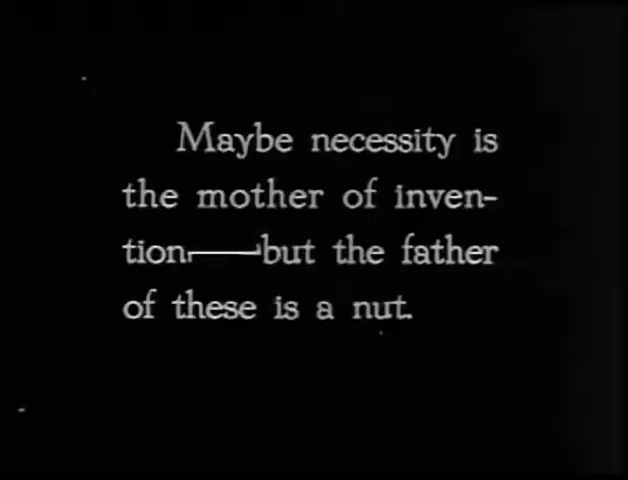 Maybe necessity is
the mother of inven-
tion——but the father
of these is a nut.